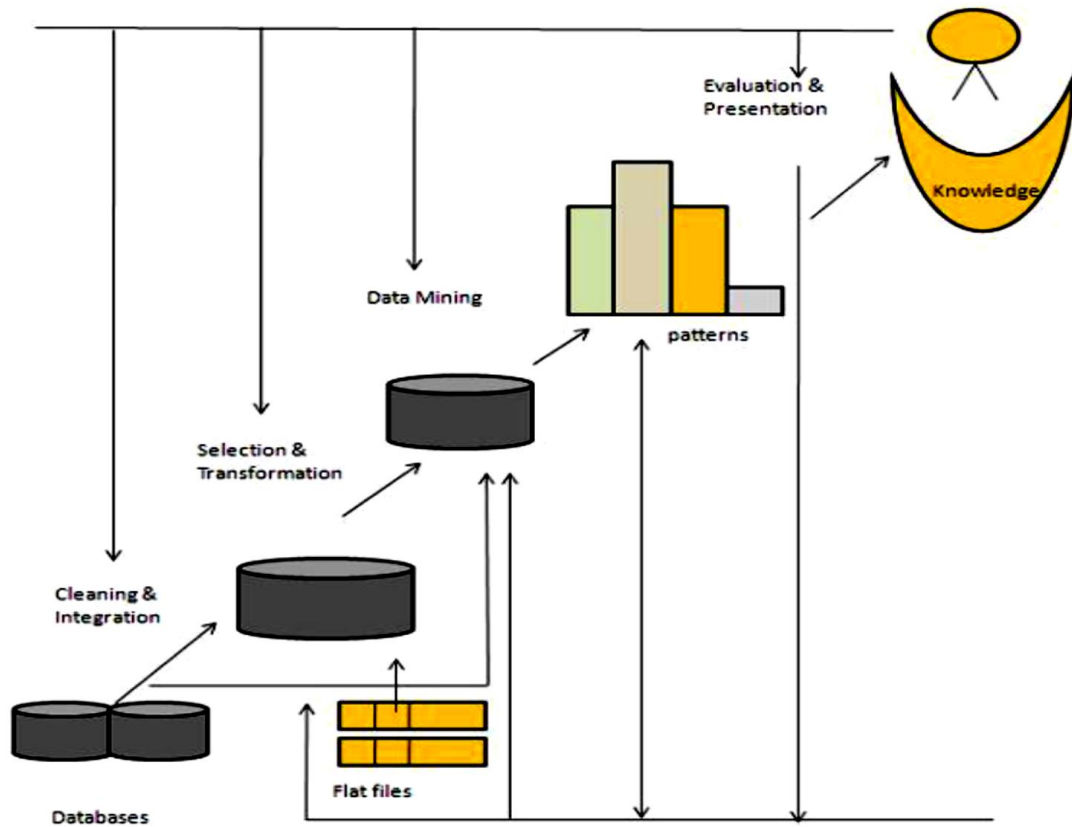 Evaluation &
Presentation
Knowledge
Data Mining
patterns
Selection &
Transformation
Cleaning &
Integration
Flat files
Databases